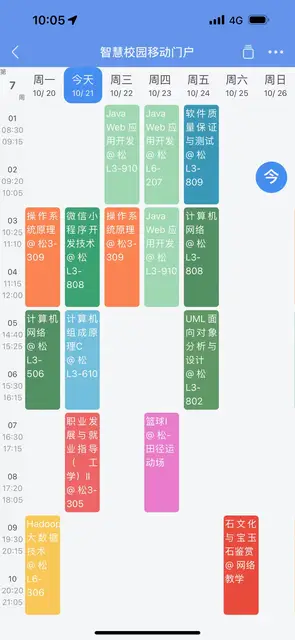 10:05
4G
智慧校园移动门户
第
7
周
周一
10/20
今天
10/21
周三
10/22
周四
10/23
周五
10/24
周六
10/25
周日
10/26
今
01
08:30
09:15
Java
Web 应
用开发
@ 松
L3-910
Java
Web 应
用开发
@ 松
L6-
207
软件质
量保证
与测试
@ 松
L3-
809
02
09:20
10:05
03
10:25
11:10
操作系
统原理
@ 松3-
309
微信小
程序开
发技术
@ 松
L3-
808
操作系
统原理
@ 松3-
309
Java
Web 应
用开发
@ 松
L3-910
计算机
网络
@ 松
L3-
808
04
11:15
12:00
05
14:40
15:25
计算机
网络
@ 松
L3-
506
计算机
组成原
理C
@ 松
L3-610
UML面
向对象
分析与
设计
@ 松
L3-
802
06
15:30
16:15
07
16:30
17:15
职业发
展与就
业指导
（工
学）II
@ 松3-
305
篮球I
@ 松-
田径运
动场
08
17:20
18:05
09
19:30
20:15
Hadoop
大数据
技术
@ 松
L6-
306
石文化
与宝玉
石鉴赏
@ 网络
教学
10
20:20
21:05